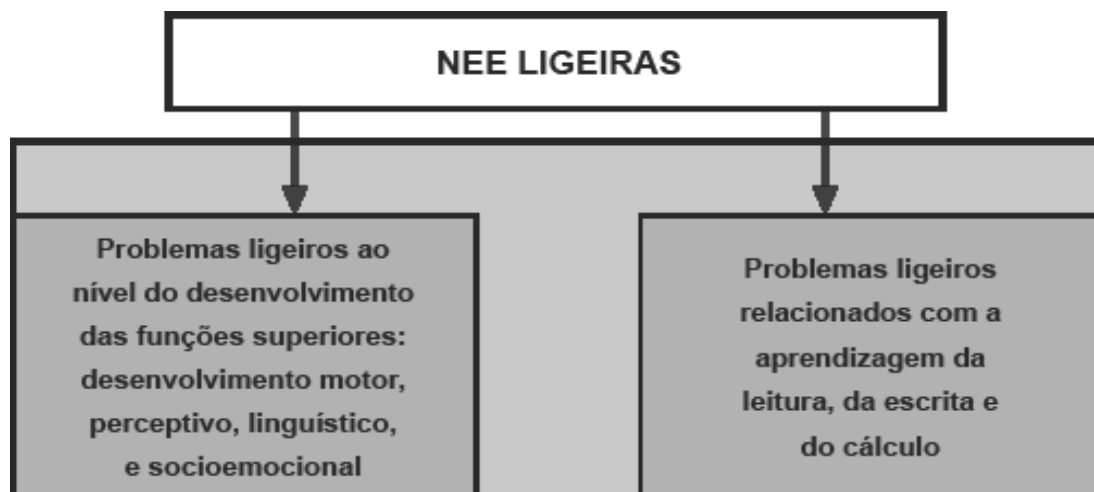 NEE LIGEIRAS
Problemas ligeiros ao
nível do desenvolvimento
das funções superiores:
desenvolvimento motor,
perceptivo, linguístico,
e socioemocional
Problemas ligeiros
relacionados com a
aprendizagem da
leitura, da escrita e
do cálculo